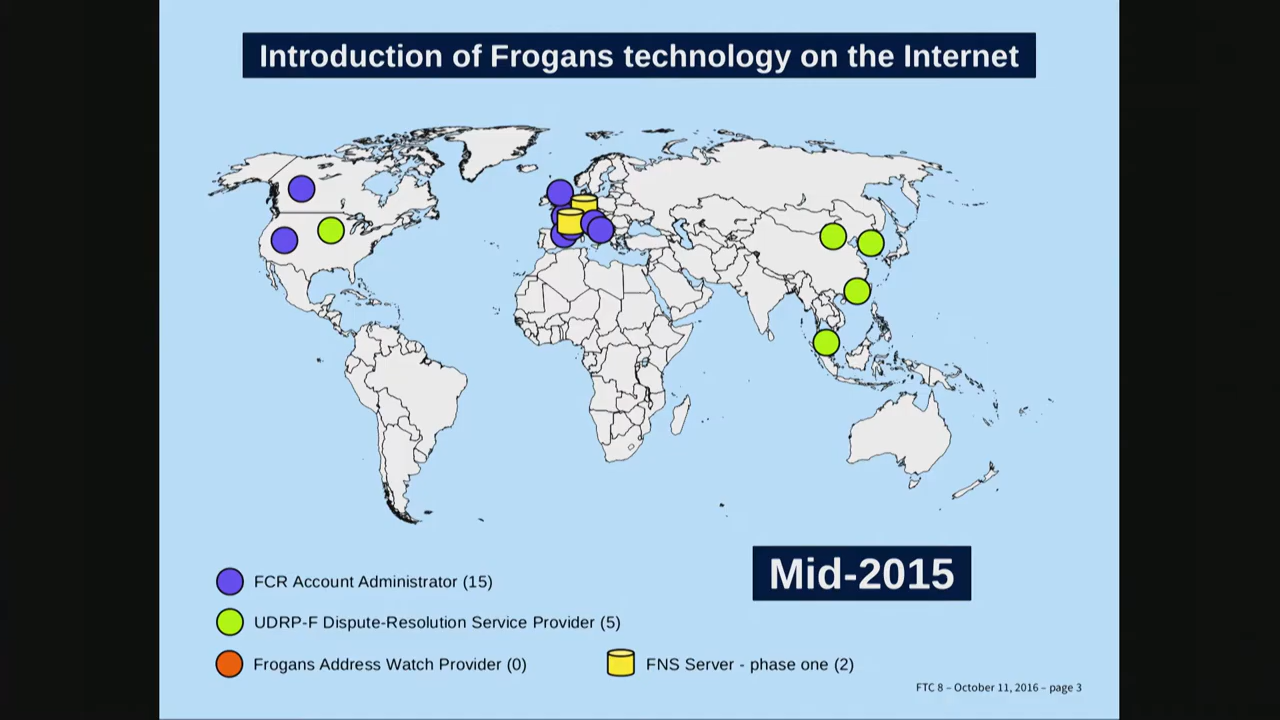 Introduction of Frogans technology on the Internet
Mid-2015
FCR Account Administrator (15)
UDRP-F Dispute-Resolution Service Provider (5)
Frogans Address Watch Provider (0)
FNS Server - phase one (2)
FTC 8 – October 11, 2016 – page 3